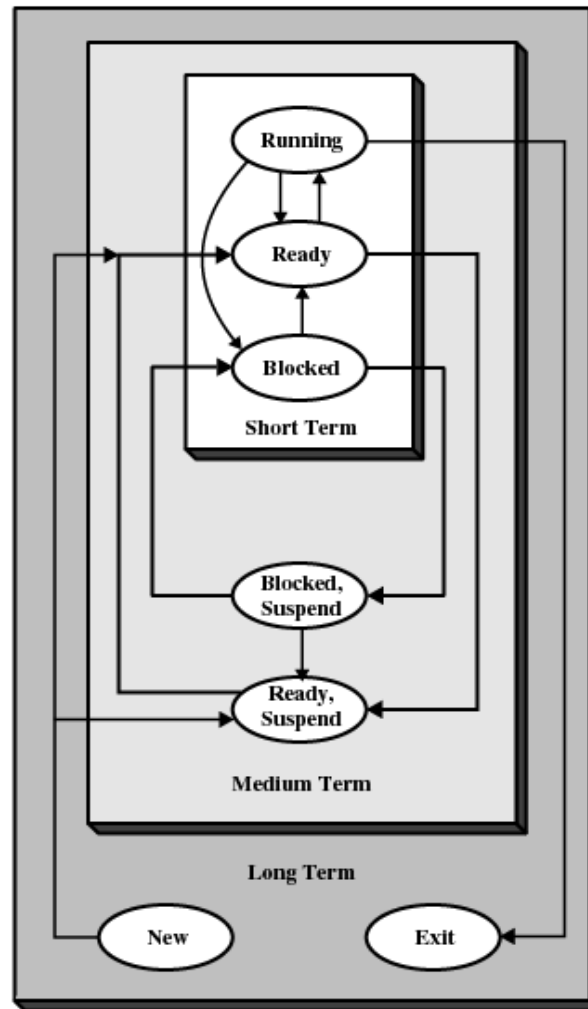 Running
Ready
Blocked
Short Term
Blocked,
Suspend
Ready,
Suspend
Medium Term
Long Term
New
Exit